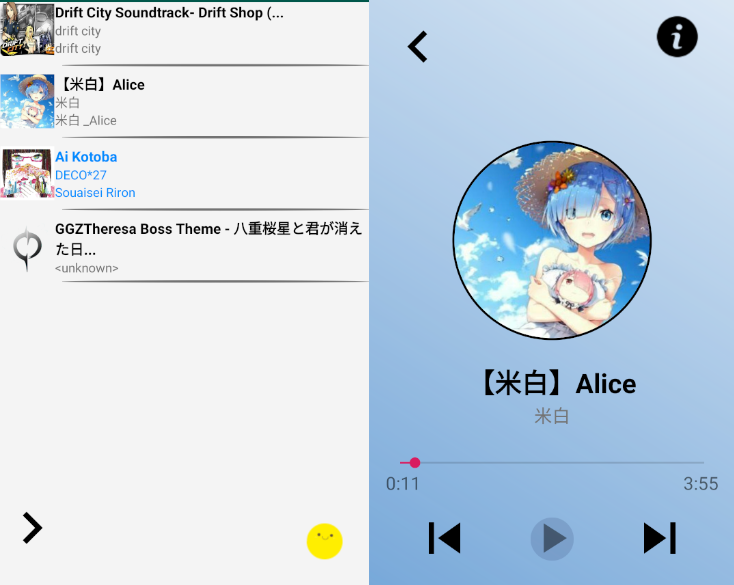 Drift City Soundtrack- Drift Shop (...
drift city
drift city
【米白】Alice
米白
米白 _Alice
Ai Kotoba
DECO*27
Souaisei Riron
GGZTheresa Boss Theme - 八重桜星と君が消え
た日...
<unknown>
i
【米白】Alice
米白
0:11
3:55